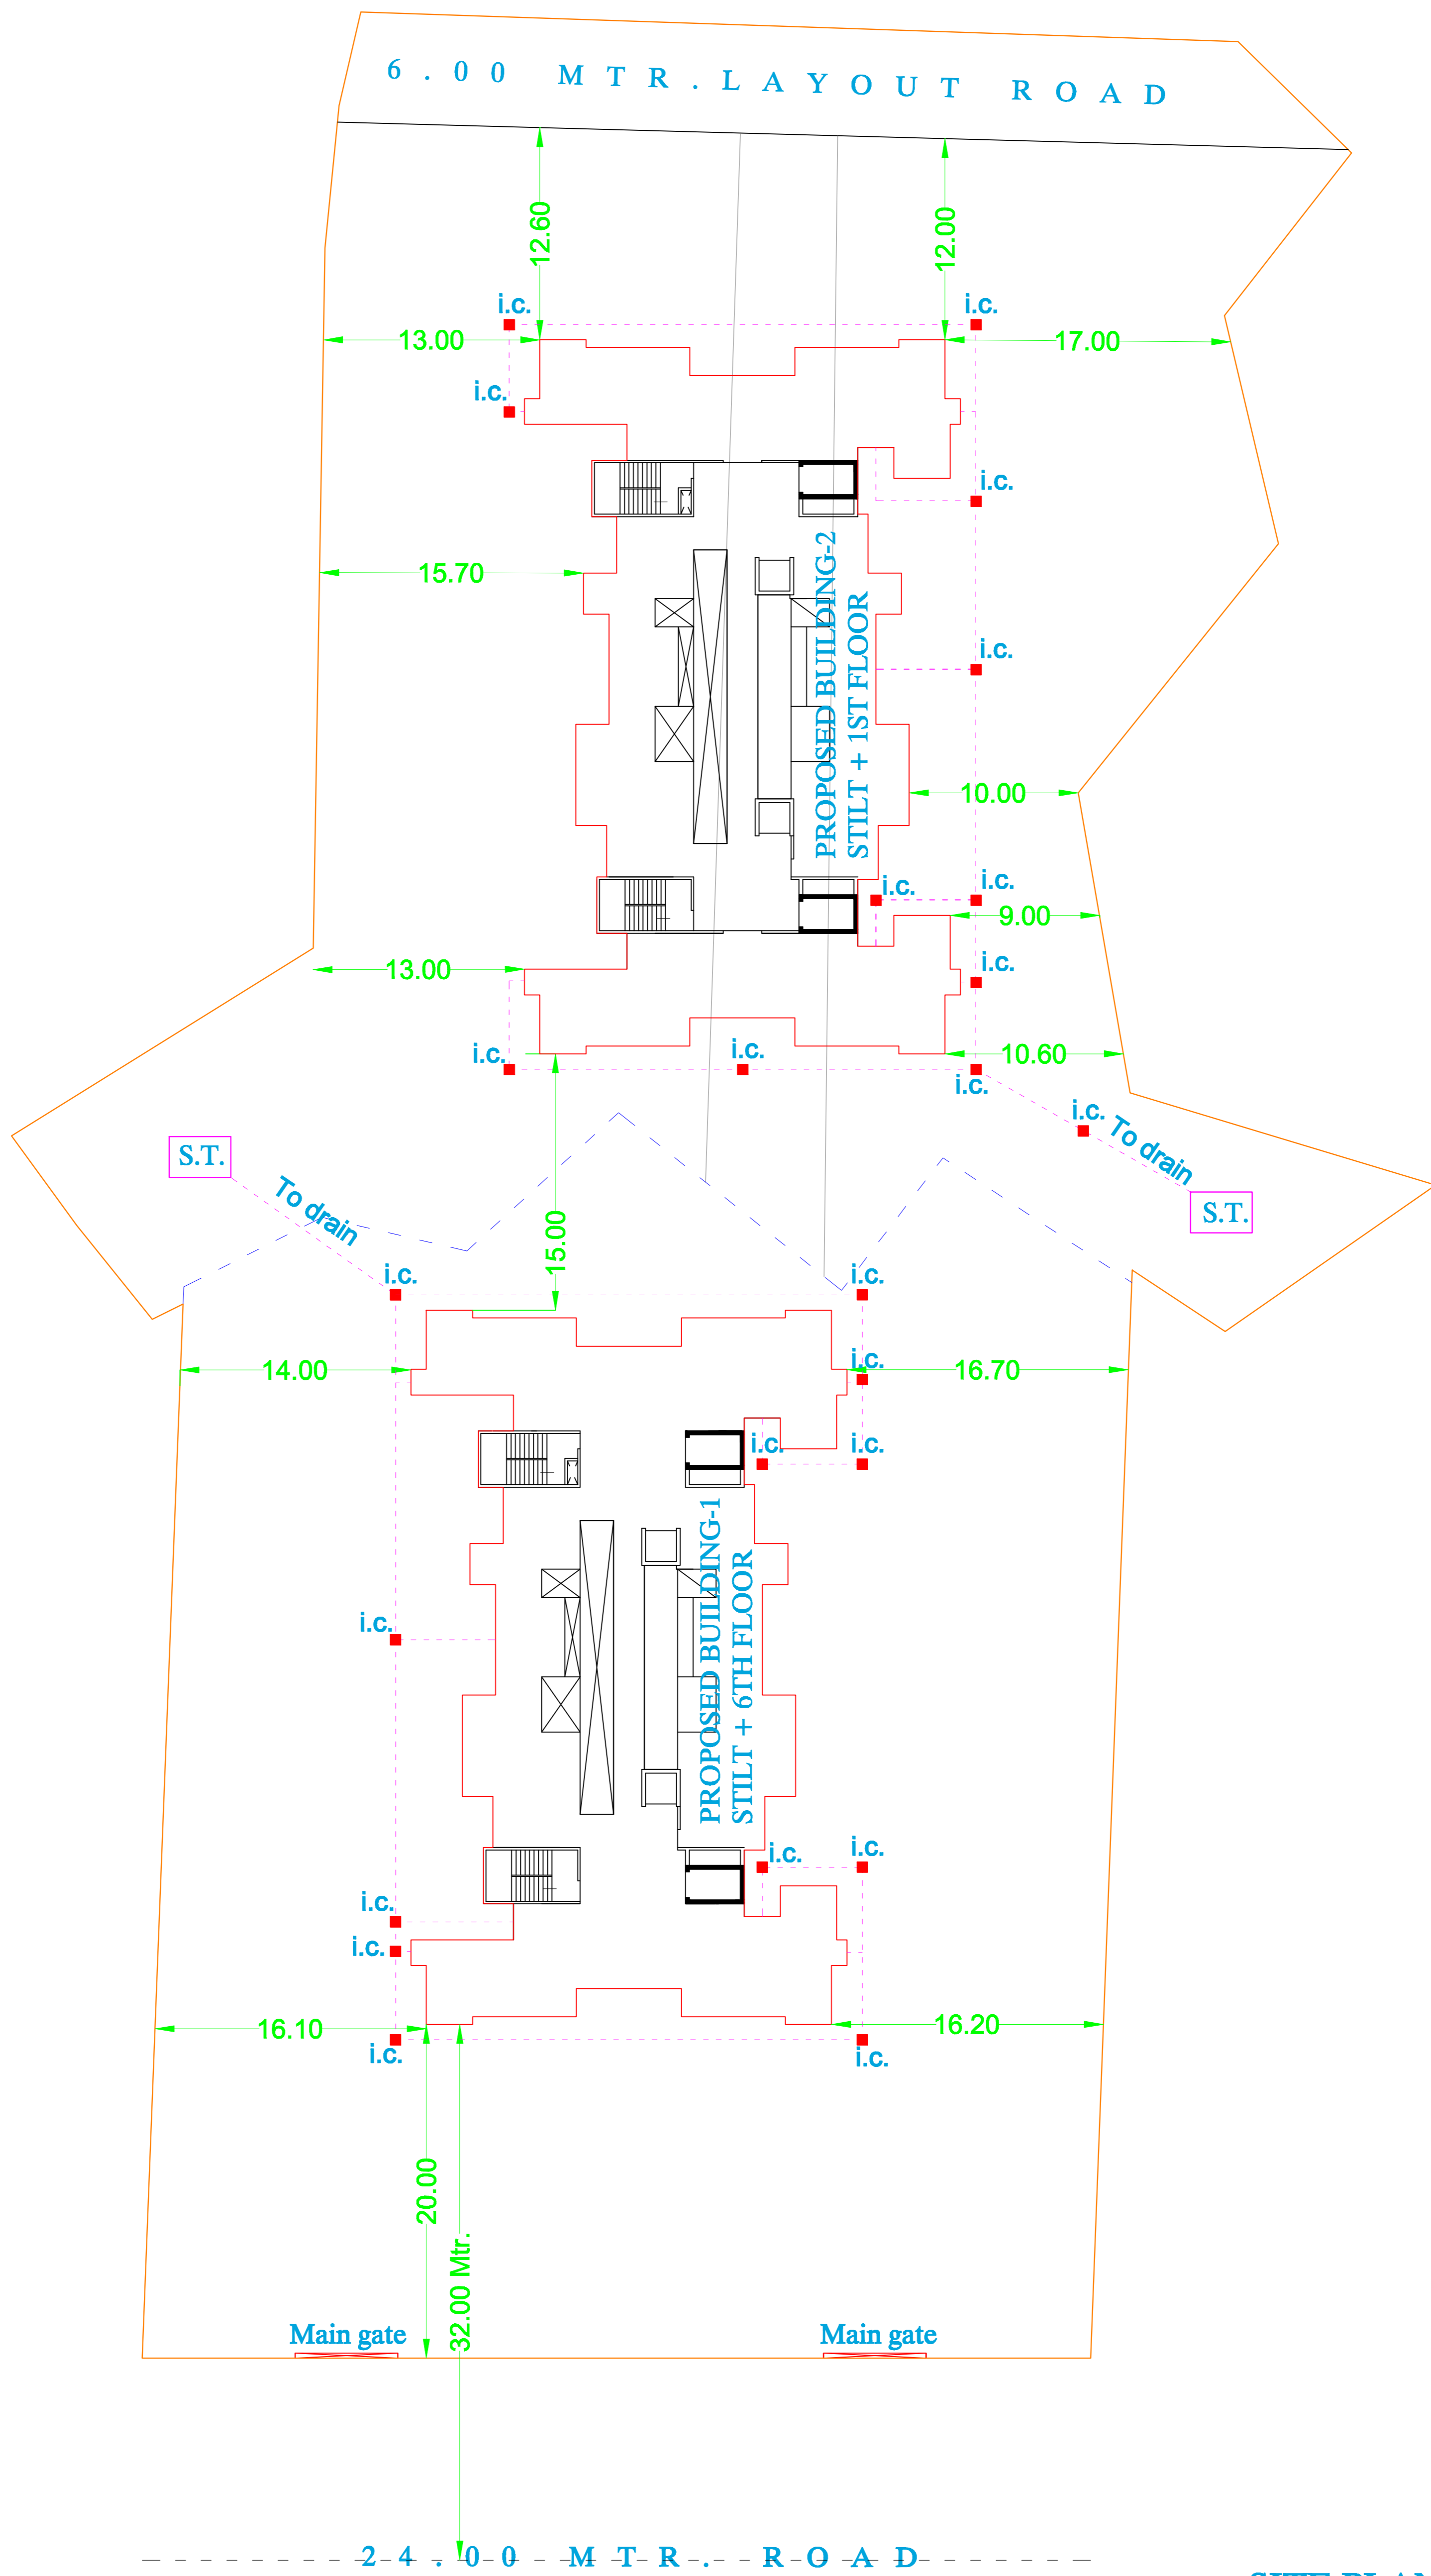 6.00 MTR. LAYOUT ROAD
12.60
12.00
i.c.
i.c.
13.00
17.00
i.c.
i.c.
PROPOSED BUILDING-2
STILT + 1ST FLOOR
15.70
i.c.
10.00
i.c.
i.c.
9.00
13.00
i.c.
i.c.
i.c.
10.60
i.c.
i.c.
To drain
S.T.
To drain
S.T.
15.00
i.c.
i.c.
14.00
i.c.
16.70
i.c.
i.c.
PROPOSED BUILDING-1
STILT + 6TH FLOOR
i.c.
i.c.
i.c.
i.c.
i.c.
16.10
16.20
i.c.
i.c.
20.00
32.00 Mtr.
Main gate
Main gate
24.00 MTR. ROAD